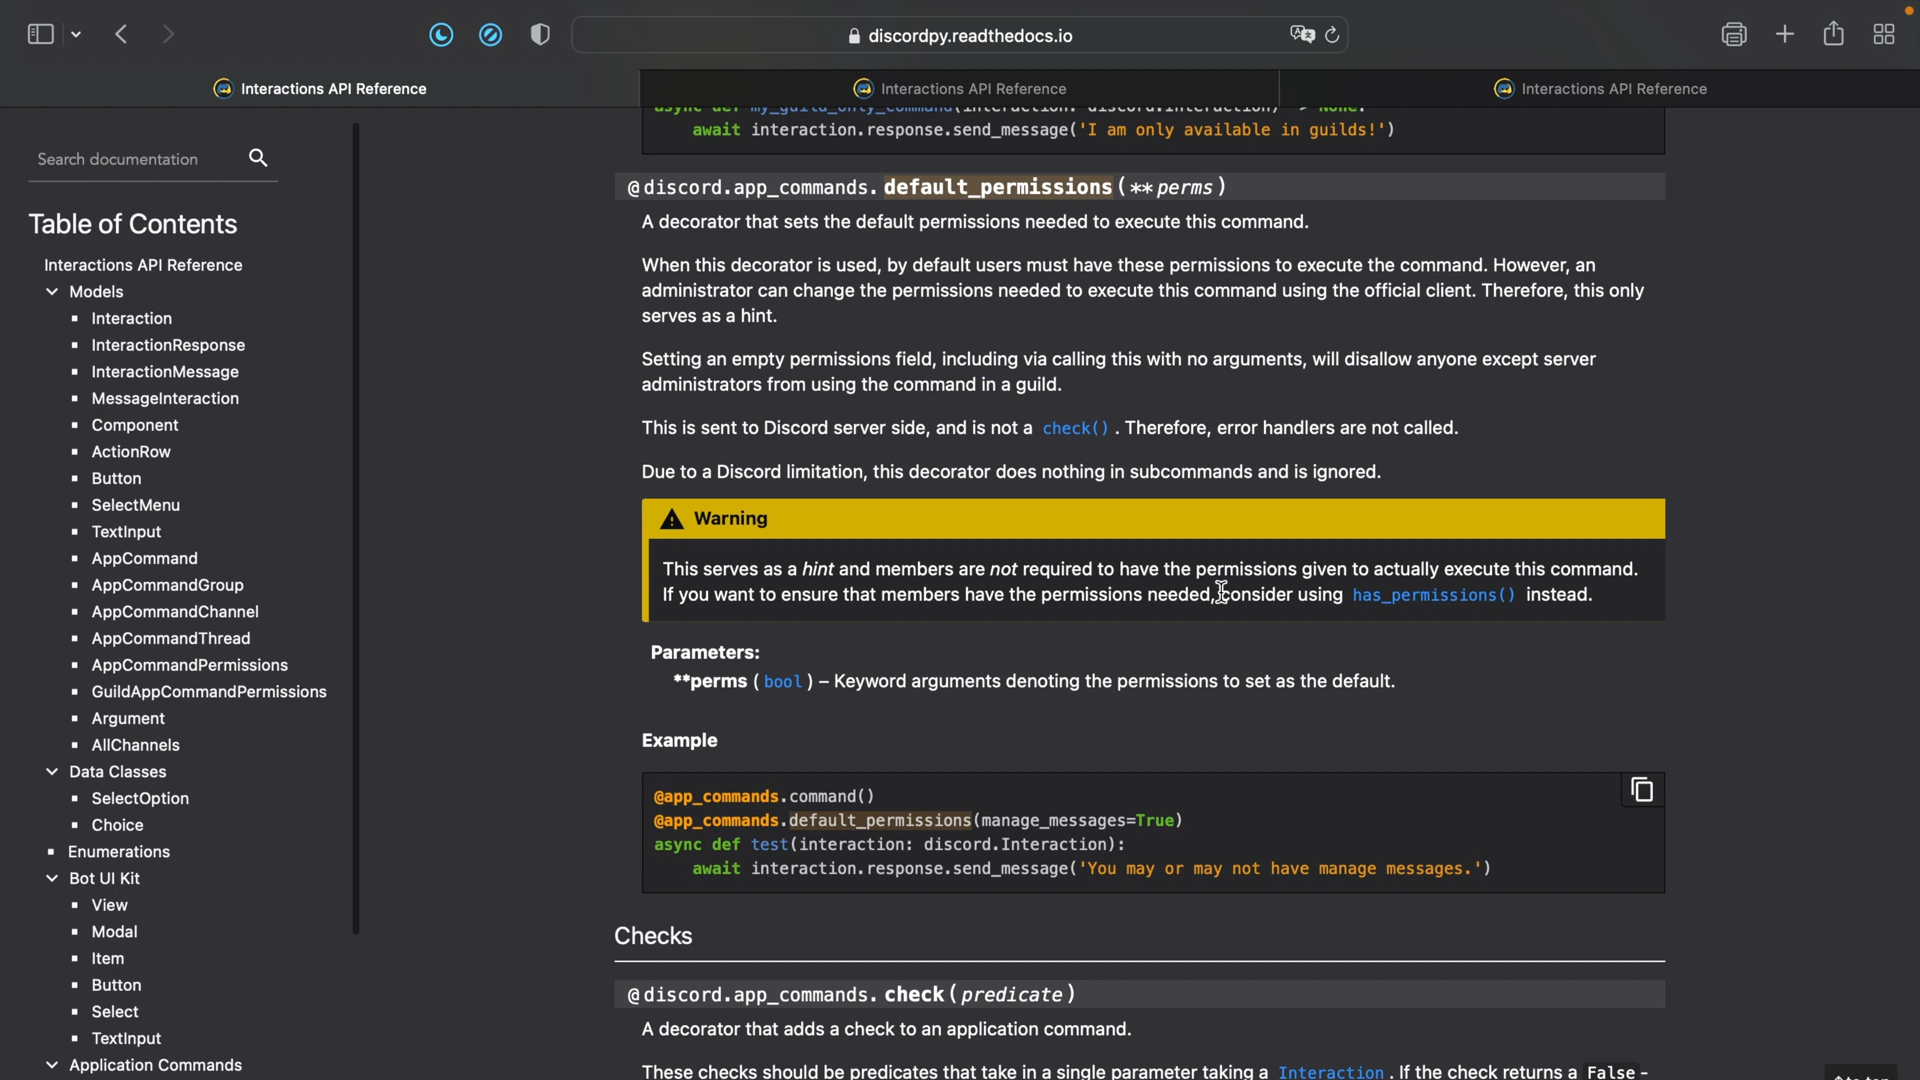 discordpy.readthedocs.io
Interactions API Reference
Interactions API Reference
Interactions API Reference
Search documentation
Table of Contents
Interactions API Reference
Models
Interaction
InteractionResponse
InteractionMessage
MessageInteraction
Component
ActionRow
Button
SelectMenu
TextInput
AppCommand
AppCommandGroup
AppCommandChannel
AppCommandThread
AppCommandPermissions
GuildAppCommandPermissions
Argument
AllChannels
Data Classes
SelectOption
Choice
Enumerations
Bot UI Kit
View
Modal
Item
Button
Select
TextInput
Application Commands
async def my_guild_only_command(interaction: discord.Interaction) -> None:
await interaction.response.send_message('I am only available in guilds!')
@discord.app_commands.default_permissions(**perms)
A decorator that sets the default permissions needed to execute this command.
When this decorator is used, by default users must have these permissions to execute the command. However, an
administrator can change the permissions needed to execute this command using the official client. Therefore, this only
serves as a hint.
Setting an empty permissions field, including via calling this with no arguments, will disallow anyone except server
administrators from using the command in a guild.
This is sent to Discord server side, and is not a check(). Therefore, error handlers are not called.
Due to a Discord limitation, this decorator does nothing in subcommands and is ignored.
Warning
This serves as a hint and members are not required to have the permissions given to actually execute this command.
If you want to ensure that members have the permissions needed, consider using has_permissions() instead.
Parameters:
**perms (bool) – Keyword arguments denoting the permissions to set as the default.
Example
@app_commands.command()
@app_commands.default_permissions(manage_messages=True)
async def test(interaction: discord.Interaction):
await interaction.response.send_message('You may or may not have manage messages.')
Checks
@discord.app_commands.check(predicate)
A decorator that adds a check to an application command.
These checks should be predicates that take in a single parameter taking a Interaction. If the check returns a False-